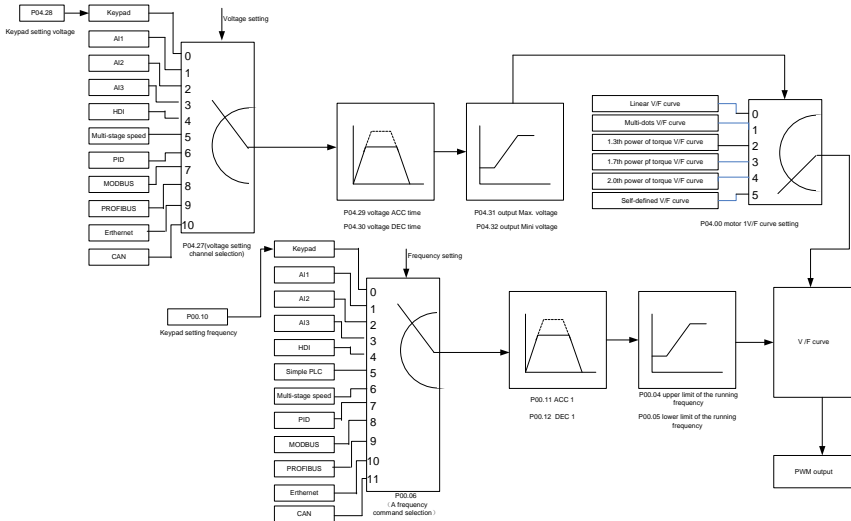 P04.28
Keypad setting voltage
Keypad
AI1
AI2
AI3
HDI
Multi-stage speed
PID
MODBUS
PROFIBUS
Erthernet
CAN
Voltage setting
0
1
2
3
4
5
6
7
8
9
10
P04.27(voltage setting
channel selection)
P04.29 voltage ACC time
P04.30 voltage DEC time
P04.31 output Max. voltage
P04.32 output Mini voltage
Linear V/F curve
Multi-dots V/F curve
1.3th power of torque V/F curve
1.7th power pf torque V/F curve
2.0th power of torque V/F curve
Self-defined V/F curve
0
1
2
3
4
5
P04.00 motor 1V/F curve setting
P00.10
Keypad setting frequency
Keypad
AI1
AI2
AI3
HDI
Simple PLC
Multi-stage speed
PID
MODBUS
PROFIBUS
Erthernet
CAN
Frequency setting
0
1
2
3
4
5
6
7
8
9
10
11
P00.06
（A frequency
command selection）
P00.11 ACC 1
P00.12 DEC 1
P00.04 upper limit of the running
frequency
P00.05 lower limit of the running
frequency
V /F curve
PWM output